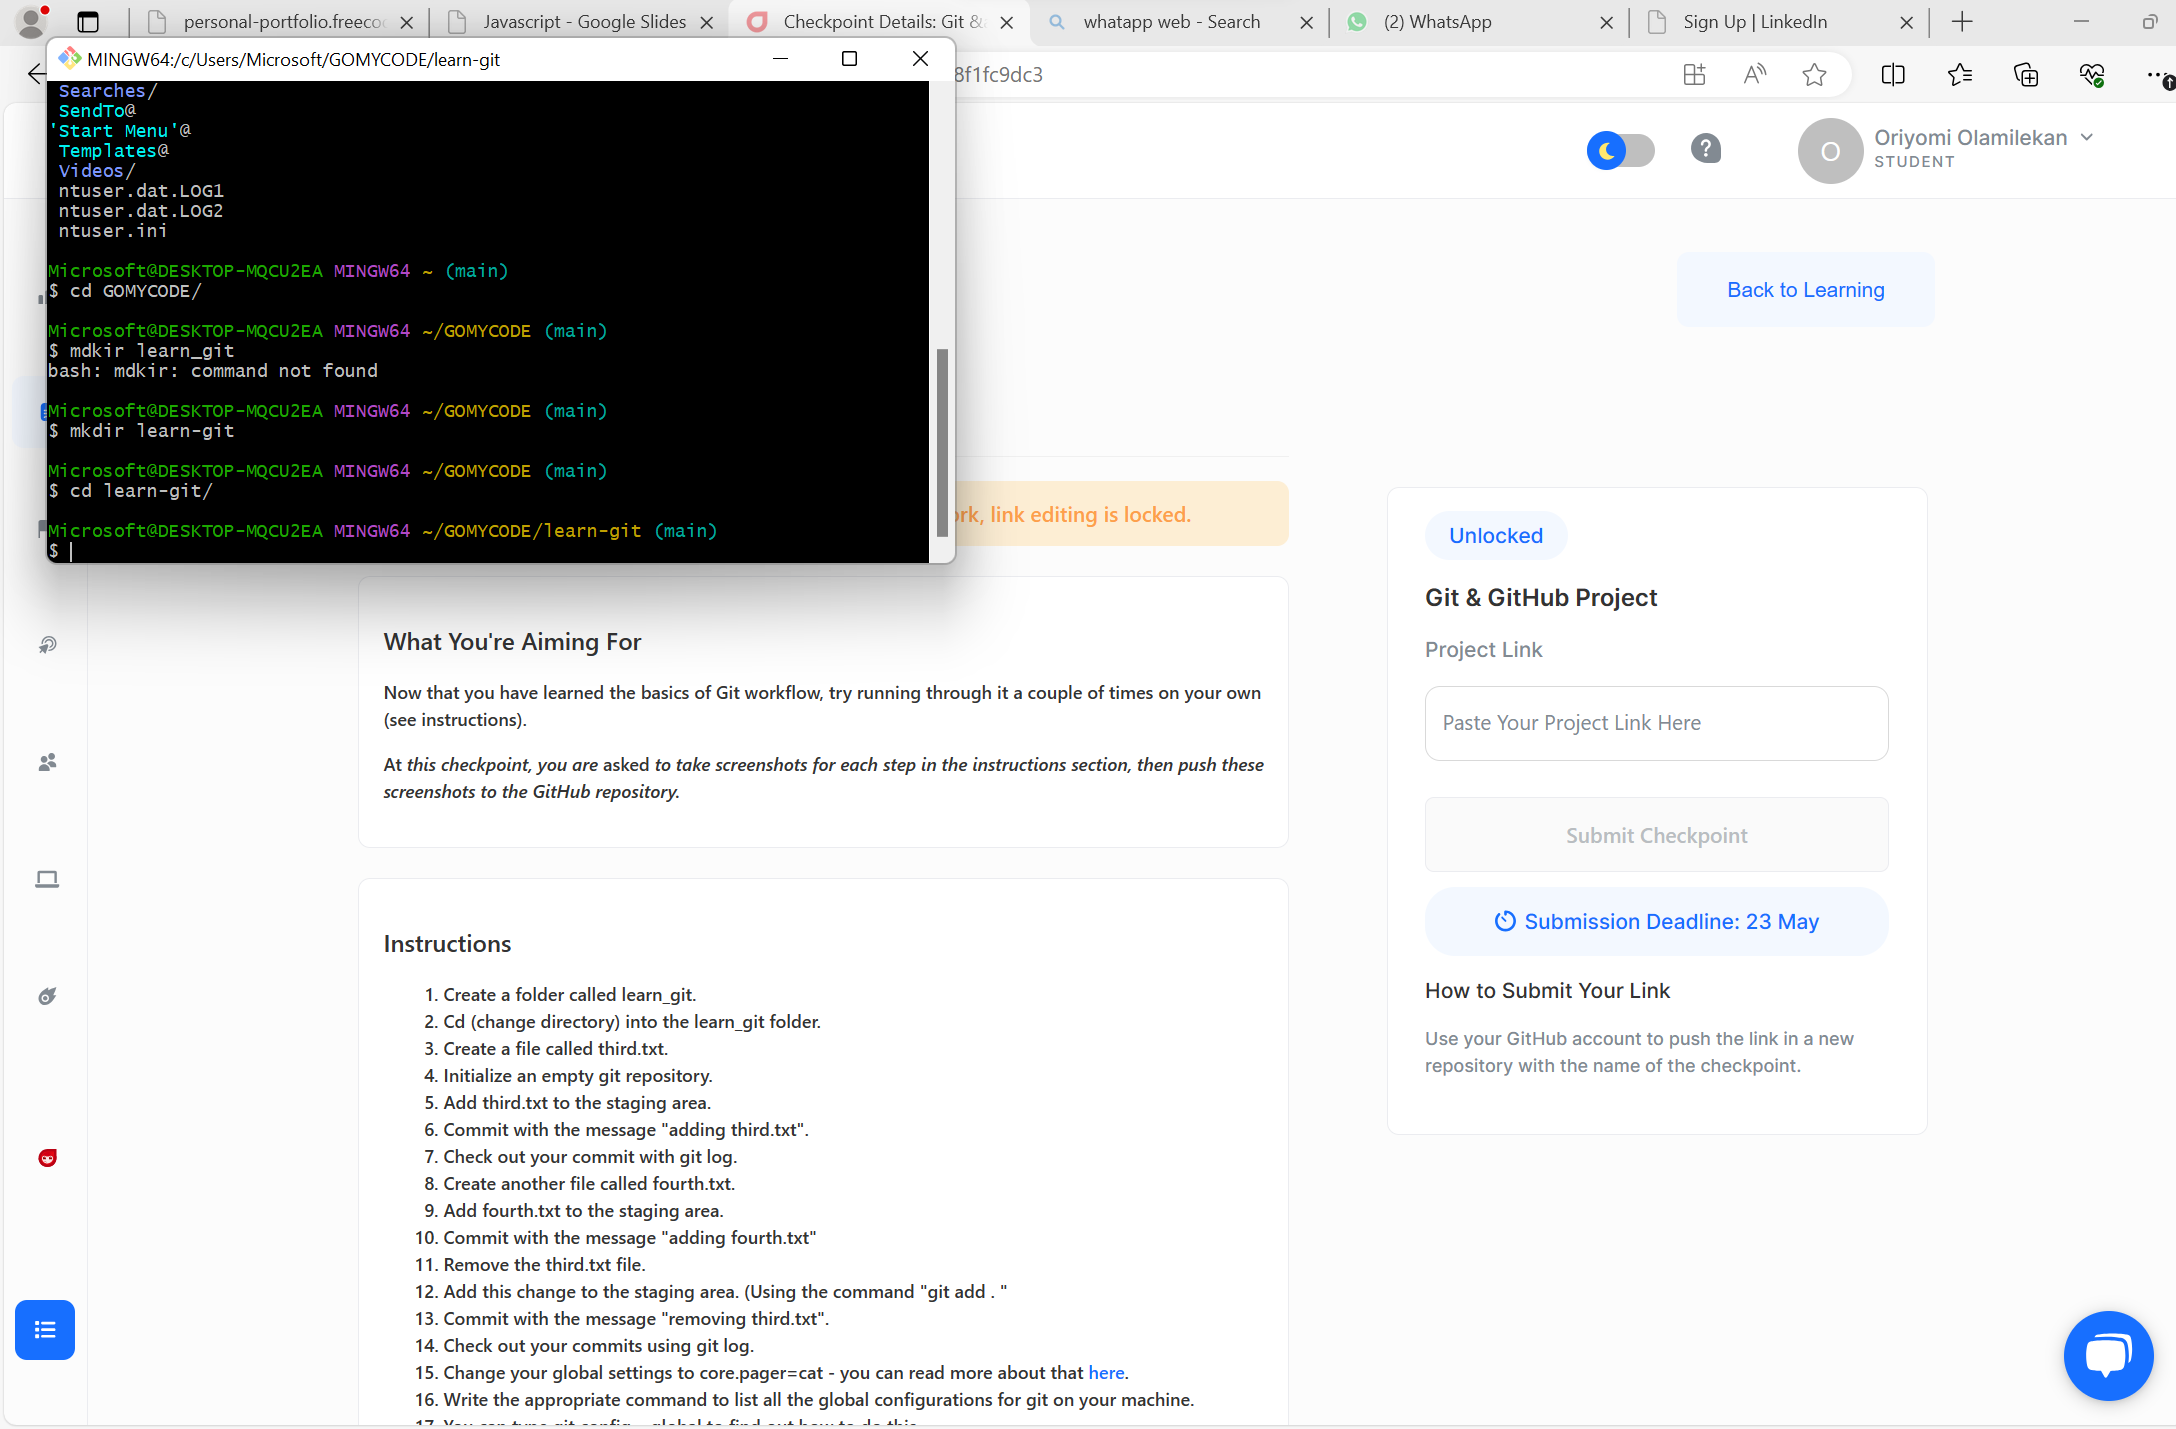 personal-portfolio.freecoc
Javascript - Google Slides
Checkpoint Details: Git &
whatapp web - Search
(2) WhatsApp
Sign Up | LinkedIn
MINGW64:/c/Users/Microsoft/GOMYCODE/learn-git
8f1fc9dc3
Searches/
SendTo@
'Start Menu'@
Templates@
Videos/
ntuser.dat.LOG1
ntuser.dat.LOG2
ntuser.ini
Microsoft@DESKTOP-MQCU2EA MINGW64 ~ (main)
$ cd GOMYCODE/
Microsoft@DESKTOP-MQCU2EA MINGW64 ~/GOMYCODE (main)
$ mdkir learn_git
bash: mdkir: command not found
Microsoft@DESKTOP-MQCU2EA MINGW64 ~/GOMYCODE (main)
$ mkdir learn-git
Microsoft@DESKTOP-MQCU2EA MINGW64 ~/GOMYCODE (main)
$ cd learn-git/
Microsoft@DESKTOP-MQCU2EA MINGW64 ~/GOMYCODE/learn-git (main)
$
O
Oriyomi Olamilekan
STUDENT
Back to Learning
rk, link editing is locked.
What You're Aiming For
Now that you have learned the basics of Git workflow, try running through it a couple of times on your own
(see instructions).
At this checkpoint, you are asked to take screenshots for each step in the instructions section, then push these
screenshots to the GitHub repository.
Instructions
1. Create a folder called learn_git.
2. Cd (change directory) into the learn_git folder.
3. Create a file called third.txt.
4. Initialize an empty git repository.
5. Add third.txt to the staging area.
6. Commit with the message "adding third.txt".
7. Check out your commit with git log.
8. Create another file called fourth.txt.
9. Add fourth.txt to the staging area.
10. Commit with the message "adding fourth.txt"
11. Remove the third.txt file.
12. Add this change to the staging area. (Using the command "git add . "
13. Commit with the message "removing third.txt".
14. Check out your commits using git log.
15. Change your global settings to core.pager=cat - you can read more about that here.
16. Write the appropriate command to list all the global configurations for git on your machine.
17. You can type git config --global to find out how to do this.
Unlocked
Git & GitHub Project
Project Link
Paste Your Project Link Here
Submit Checkpoint
Submission Deadline: 23 May
How to Submit Your Link
Use your GitHub account to push the link in a new
repository with the name of the checkpoint.